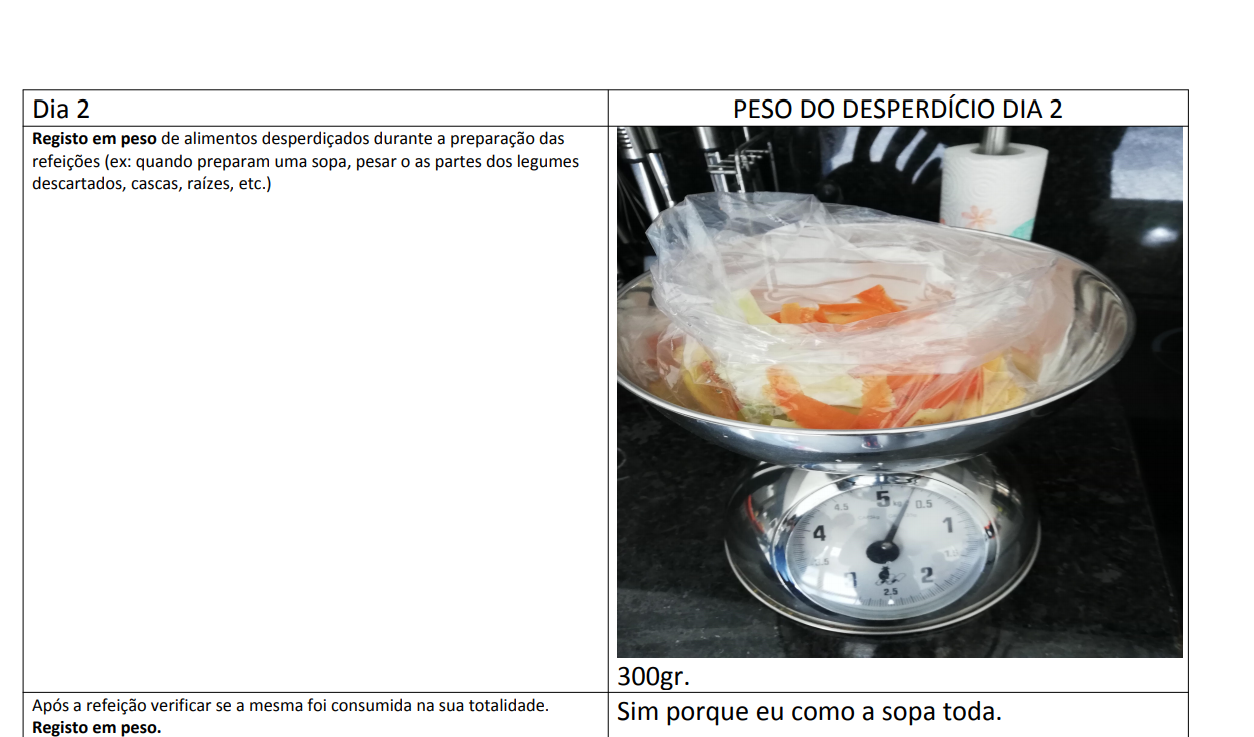 Dia 2
PESO DO DESPERDÍCIO DIA 2
Registo em peso de alimentos desperdiçados durante a preparação das
refeições (ex: quando preparam uma sopa, pesar o as partes dos legumes
descartados, cascas, raízes, etc.)
5
4.5
0.5
4
1
2
2.5
300gr.
Após a refeição verificar se a mesma foi consumida na sua totalidade.
Registo em peso.
Sim porque eu como a sopa toda.